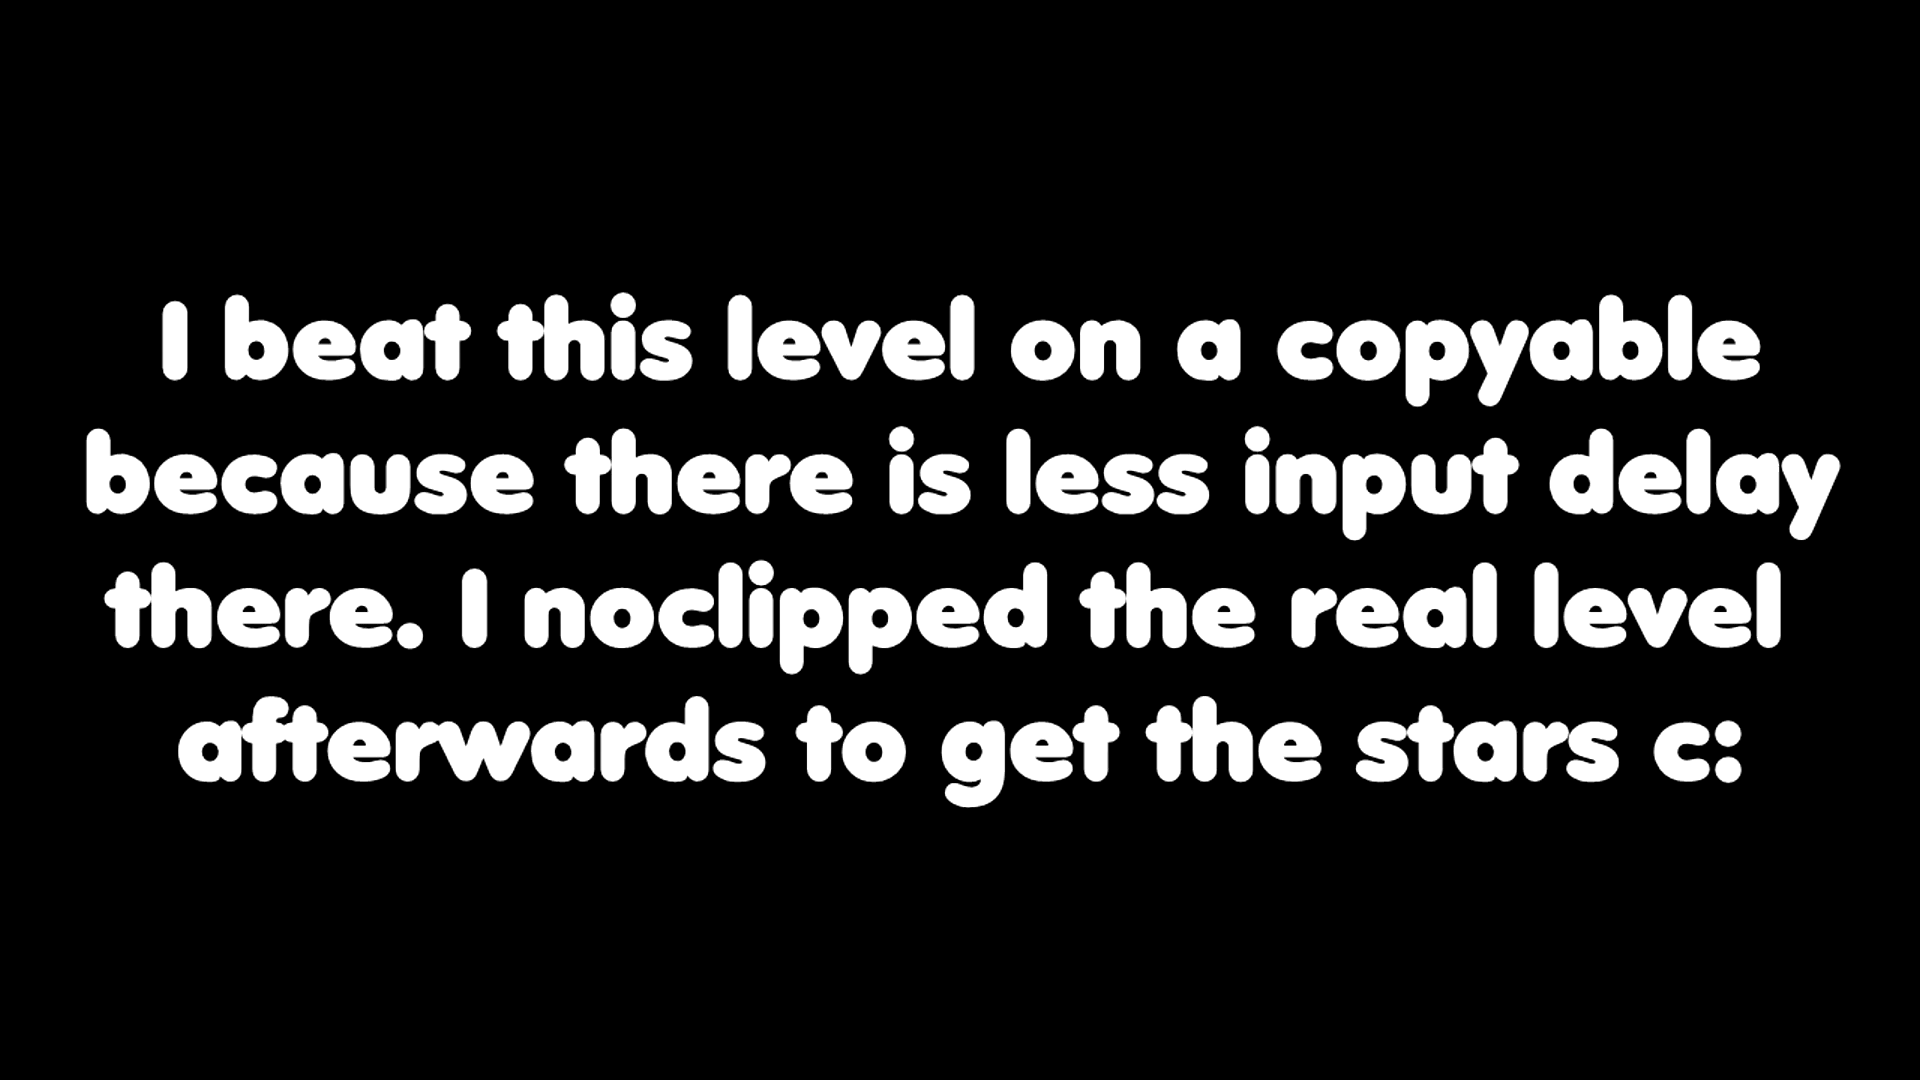 I beat this level on a copyable
because there is less input delay
there. I noclipped the real level
afterwards to get the stars c: